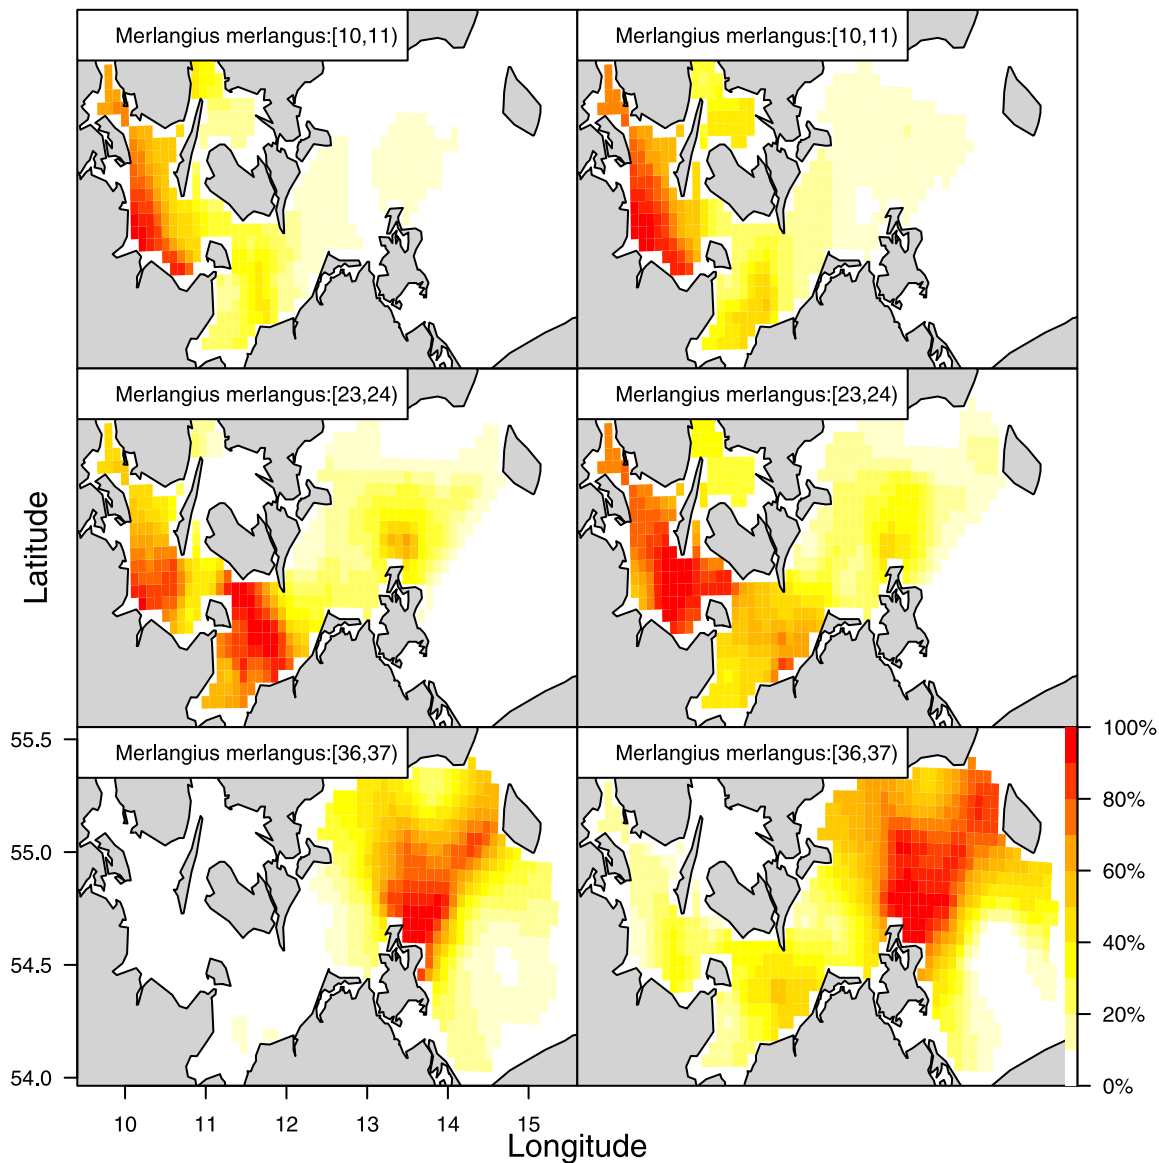 Merlangius merlangus:[10,11)
Merlangius merlangus:[10,11)
Merlangius merlangus:[23,24)
Merlangius merlangus:[23,24)
Merlangius merlangus:[36,37)
Merlangius merlangus:[36,37)
Latitude
55.5
55.0
54.5
54.0
100%
80%
60%
40%
20%
0%
10 11 12 13 14 15
Longitude